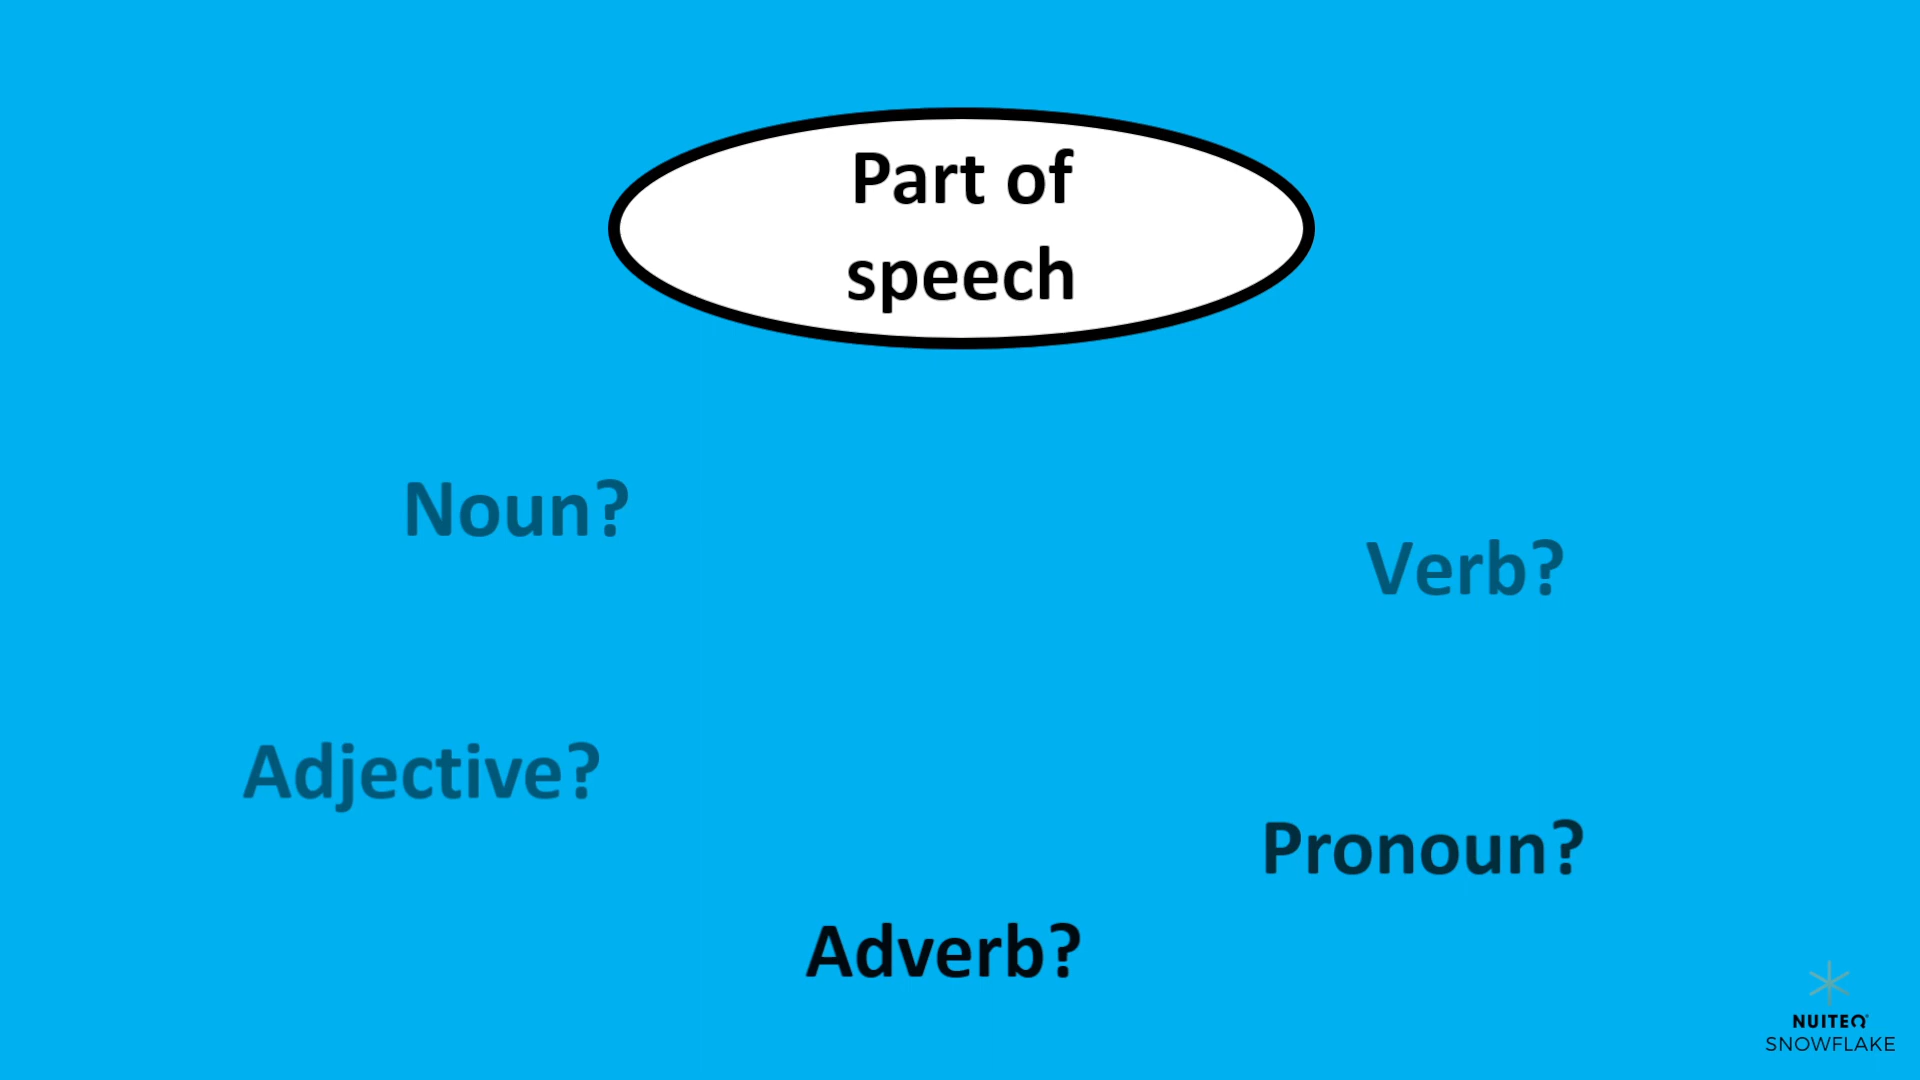 Part of
speech
Noun?
Verb?
Adjective?
Pronoun?
Adverb?
NUITEQ
SNOWFLAKE